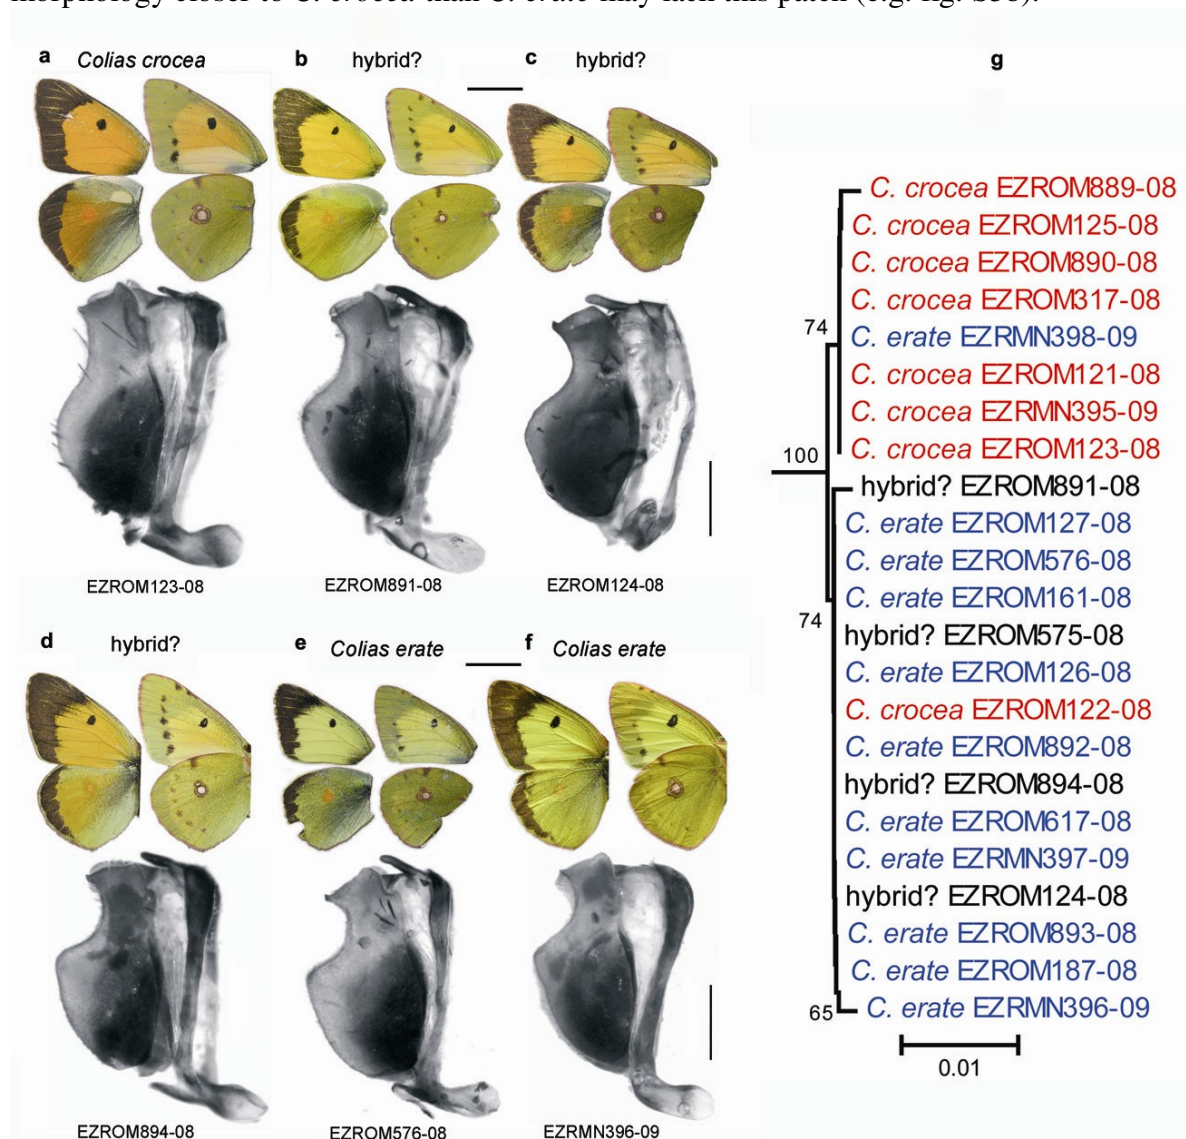 morphology closer to C. crocea than C. erate may lack this patch (e.g. fig. S3b).
a Colias crocea
b hybrid?
c hybrid?
g
EZROM123-08
EZROM891-08
EZROM124-08
d hybrid?
e Colias erate
f Colias erate
EZROM894-08
EZROM576-08
EZRMN396-09
C. crocea EZROM889-08
C. crocea EZROM125-08
C. crocea EZROM890-08
C. crocea EZROM317-08
74
C. erate EZRMN398-09
C. crocea EZROM121-08
C. crocea EZRMN395-09
C. crocea EZROM123-08
100
hybrid? EZROM891-08
C. erate EZROM127-08
C. erate EZROM576-08
C. erate EZROM161-08
74
hybrid? EZROM575-08
C. erate EZROM126-08
C. crocea EZROM122-08
C. erate EZROM892-08
hybrid? EZROM894-08
C. erate EZROM617-08
C. erate EZRMN397-09
hybrid? EZROM124-08
C. erate EZROM893-08
C. erate EZROM187-08
65
C. erate EZRMN396-09
0.01